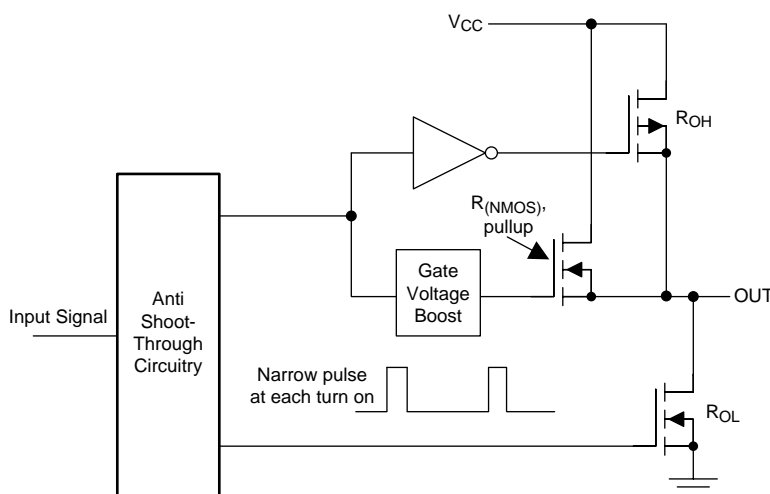 VCC
ROH
R(NMOS),
pullup
Gate
Voltage
Boost
OUT
Input Signal
Anti
Shoot-
Through
Circuitry
Narrow pulse
at each turn on
ROL